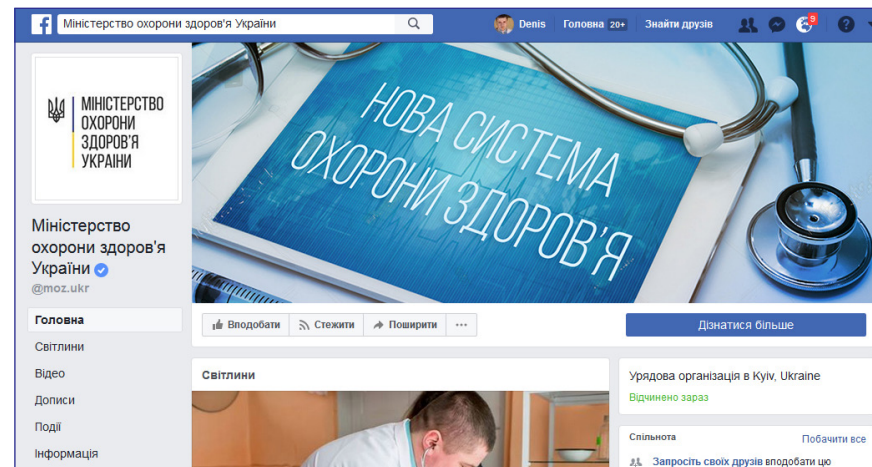 Міністерство охорони здоров'я України
Denis
Головна 20+
Знайти друзів
9
МІНІСТЕРСТВО
ОХОРОНИ
ЗДОРОВ'Я
УКРАЇНИ
НОВА СИСТЕМА
ОХОРОНИ ЗДОРОВ'Я
Міністерство
охорони здоров'я
України
@moz.ukr
Головна
Світлини
Відео
Дописи
Події
Інформація
Вподобати
Стежити
Поширити
Дізнатися більше
Світлини
Урядова організація в Kyiv, Ukraine
Відчинено зараз
Спільнота
Побачити все
Запросіть своїх друзів вподобати цю